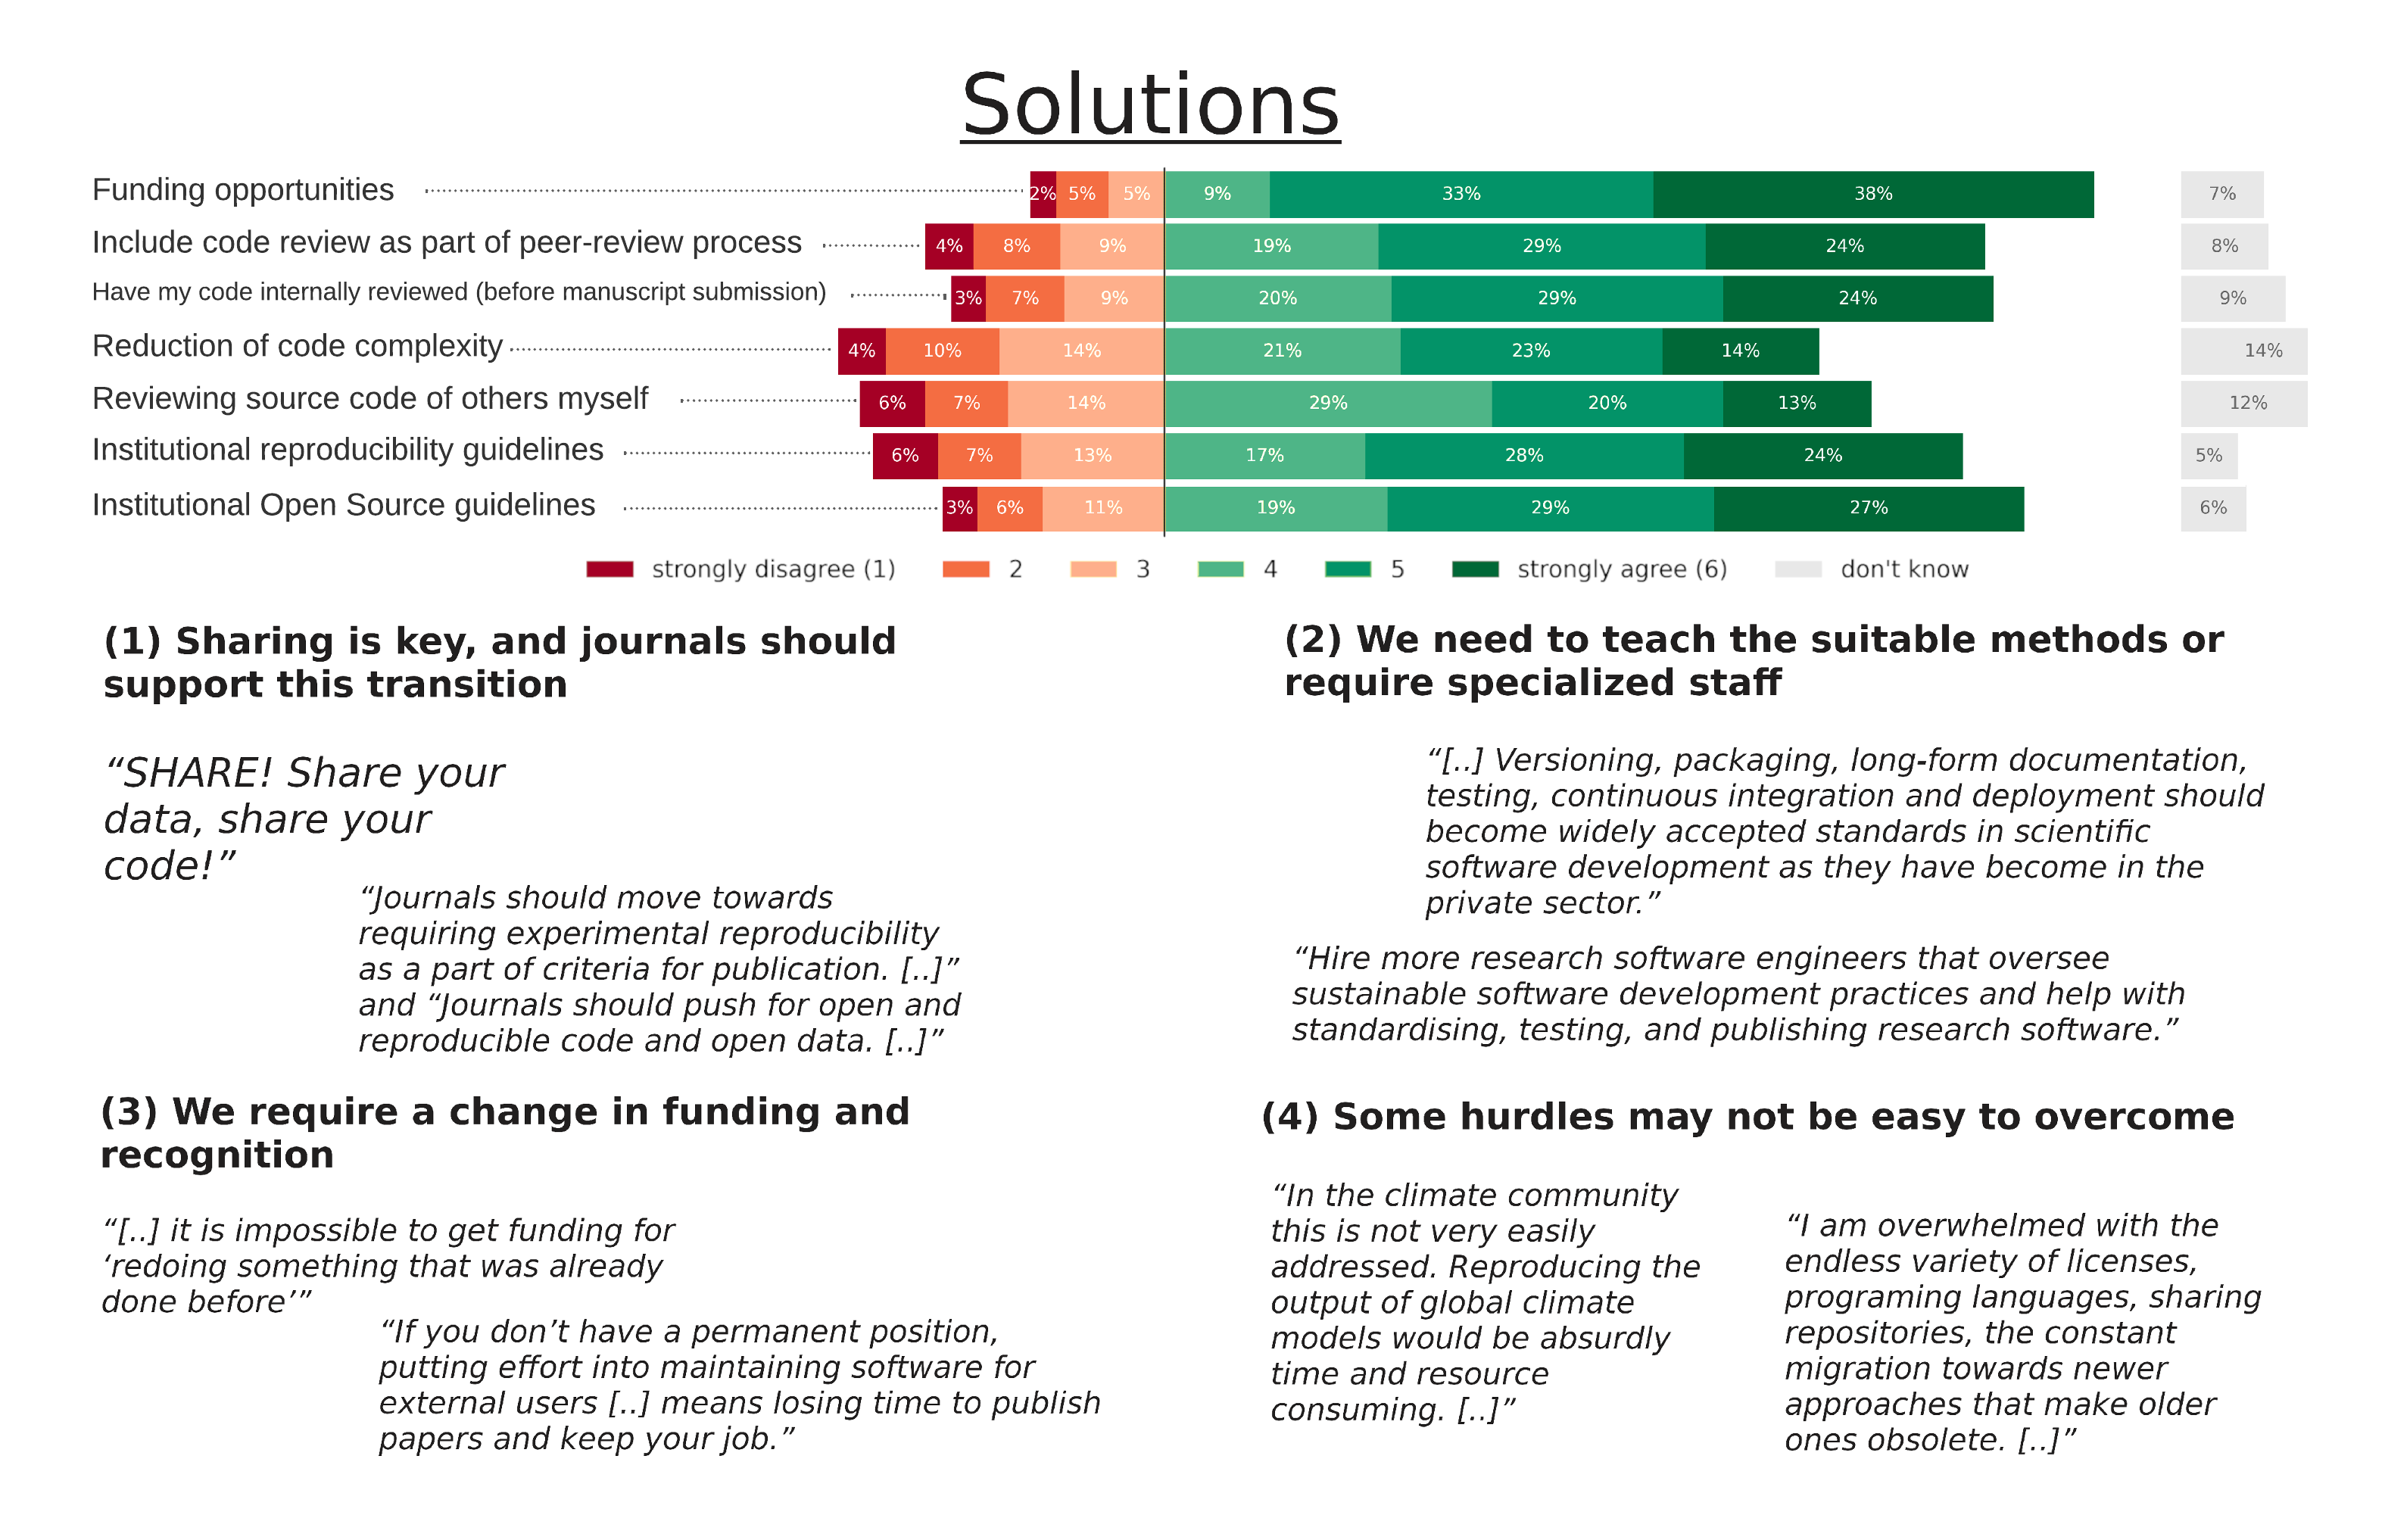 Solutions
Funding opportunities 2% 5% 5% 9% 33% 38% 7%
Include code review as part of peer-review process 4% 8% 9% 19% 29% 24% 8%
Have my code internally reviewed (before manuscript submission) 3% 7% 9% 20% 29% 24% 9%
Reduction of code complexity 4% 10% 14% 21% 23% 14% 14%
Reviewing source code of others myself 6% 7% 14% 29% 20% 13% 12%
Institutional reproducibility guidelines 6% 7% 13% 17% 28% 24% 5%
Institutional Open Source guidelines 3% 6% 11% 19% 29% 27% 6%
strongly disagree (1) 2 3 4 5 strongly agree (6) don't know
(1) Sharing is key, and journals should
support this transition
“SHARE! Share your
data, share your
code!”
“Journals should move towards
requiring experimental reproducibility
as a part of criteria for publication. [..]”
and “Journals should push for open and
reproducible code and open data. [..]”
(2) We need to teach the suitable methods or
require specialized staff
“[..] Versioning, packaging, long-form documentation,
testing, continuous integration and deployment should
become widely accepted standards in scientific
software development as they have become in the
private sector.”
“Hire more research software engineers that oversee
sustainable software development practices and help with
standardising, testing, and publishing research software.”
(3) We require a change in funding and
recognition
“[..] it is impossible to get funding for
‘redoing something that was already
done before’”
“If you don’t have a permanent position,
putting effort into maintaining software for
external users [..] means losing time to publish
papers and keep your job.”
(4) Some hurdles may not be easy to overcome
“In the climate community
this is not very easily
addressed. Reproducing the
output of global climate
models would be absurdly
time and resource
consuming. [..]”
“I am overwhelmed with the
endless variety of licenses,
programing languages, sharing
repositories, the constant
migration towards newer
approaches that make older
ones obsolete. [..]”